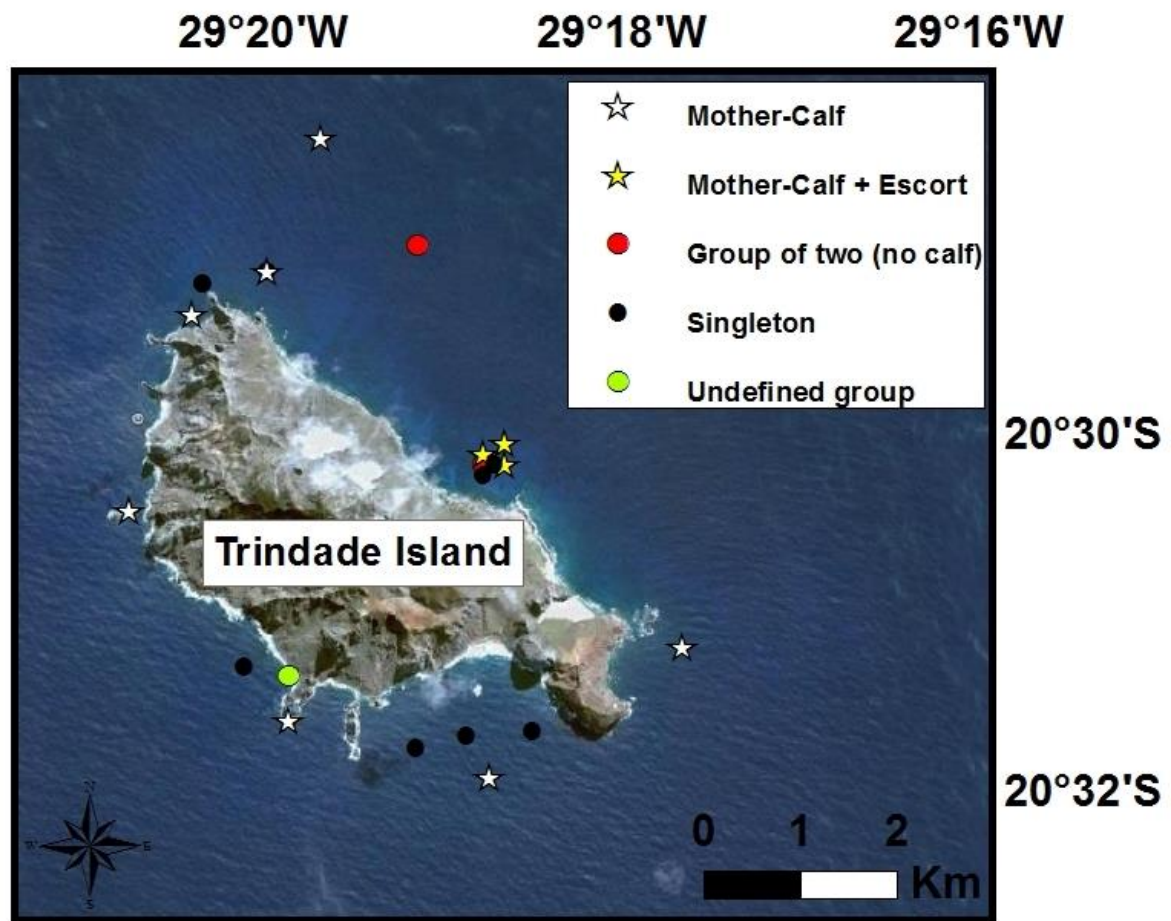 29°20'W 29°18'W 29°16'W
Mother-Calf
Mother-Calf + Escort
Group of two (no calf)
Singleton
Undefined group
20°30'S
Trindade Island
20°32'S
N
W E
S
0 1 2
Km